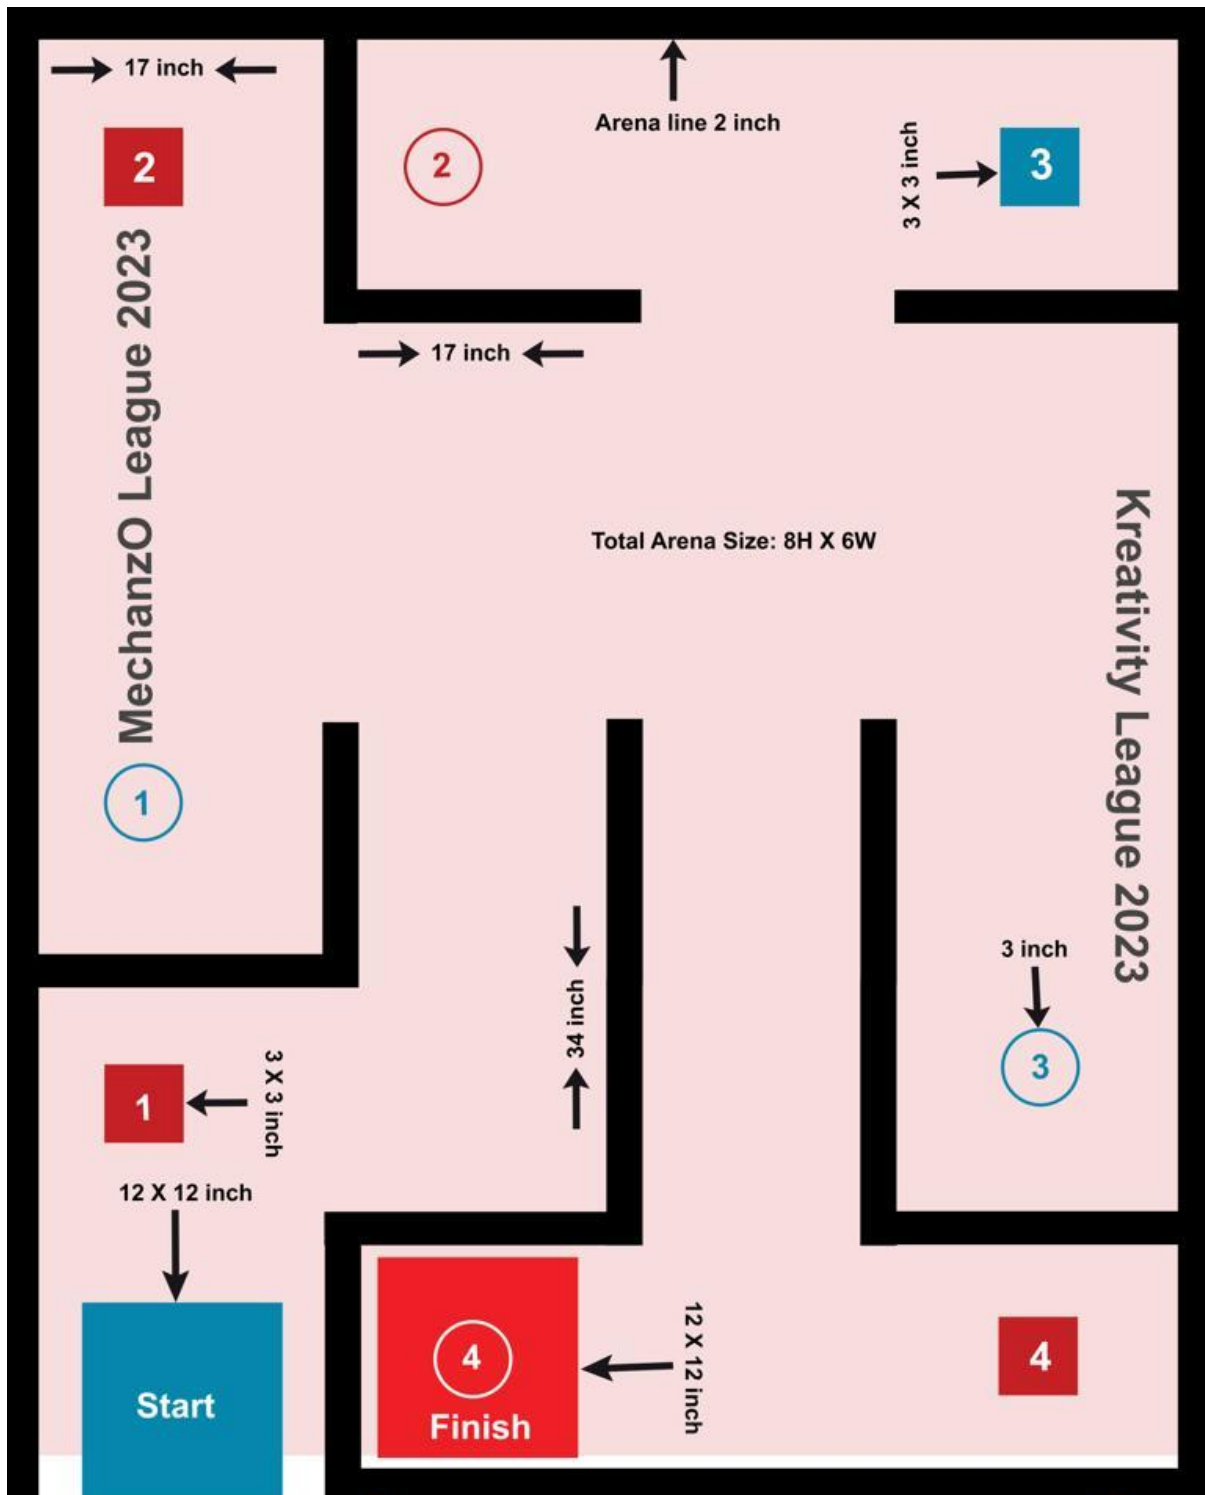 17 inch
Arena line 2 inch
2
2
3 X 3 inch
3
MechanzO League 2023
17 inch
Total Arena Size: 8H X 6W
Kreativity League 2023
1
3 inch
34 inch
3
1
3 X 3 inch
12 X 12 inch
Start
4
Finish
12 X 12 inch
4